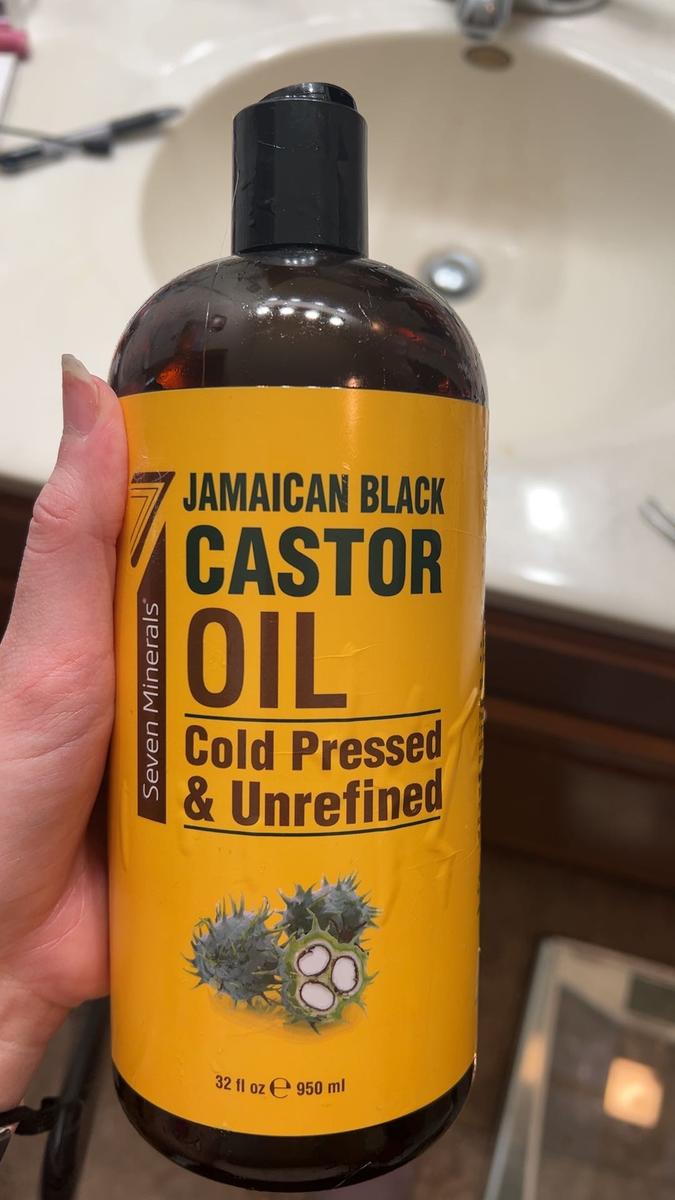 JAMAICAN BLACK
CASTOR
OIL
Cold Pressed
& Unrefined
Seven Minerals®
32 fl oz ℮ 950 ml